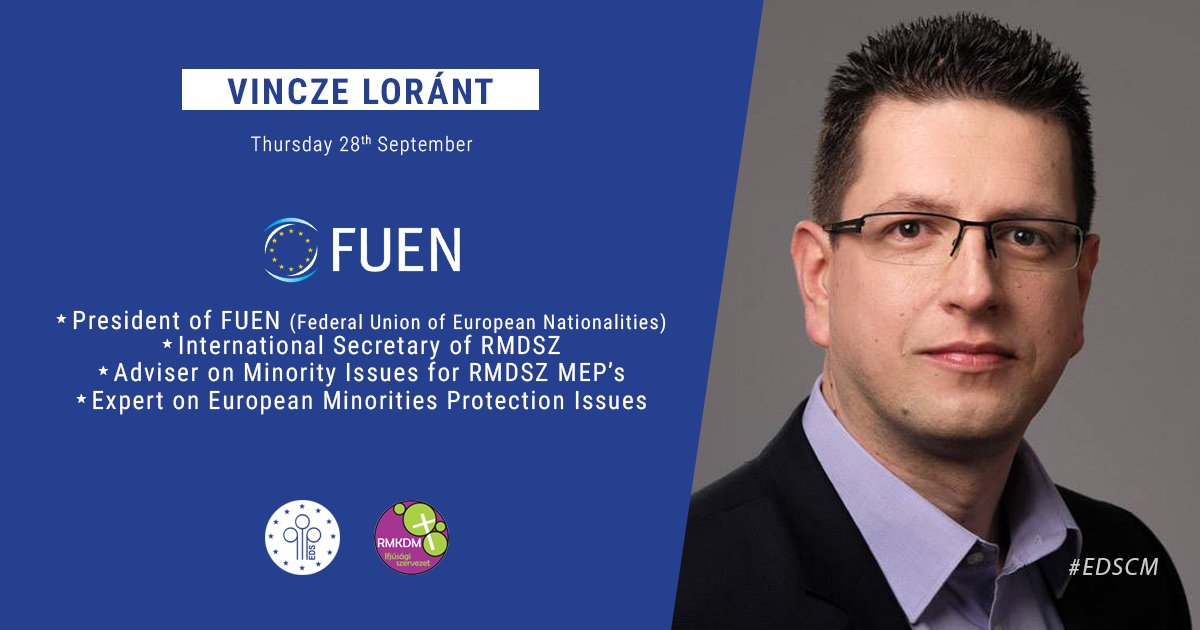 VINCZE LORÁNT
Thursday 28th September
FUEN
★ President of FUEN (Federal Union of European Nationalities)
★ International Secretary of RMDSZ
★ Adviser on Minority Issues for RMDSZ MEP's
★ Expert on European Minorities Protection Issues
EDS
RMKDM
Ifjúsági
szervezet
#EDSCM